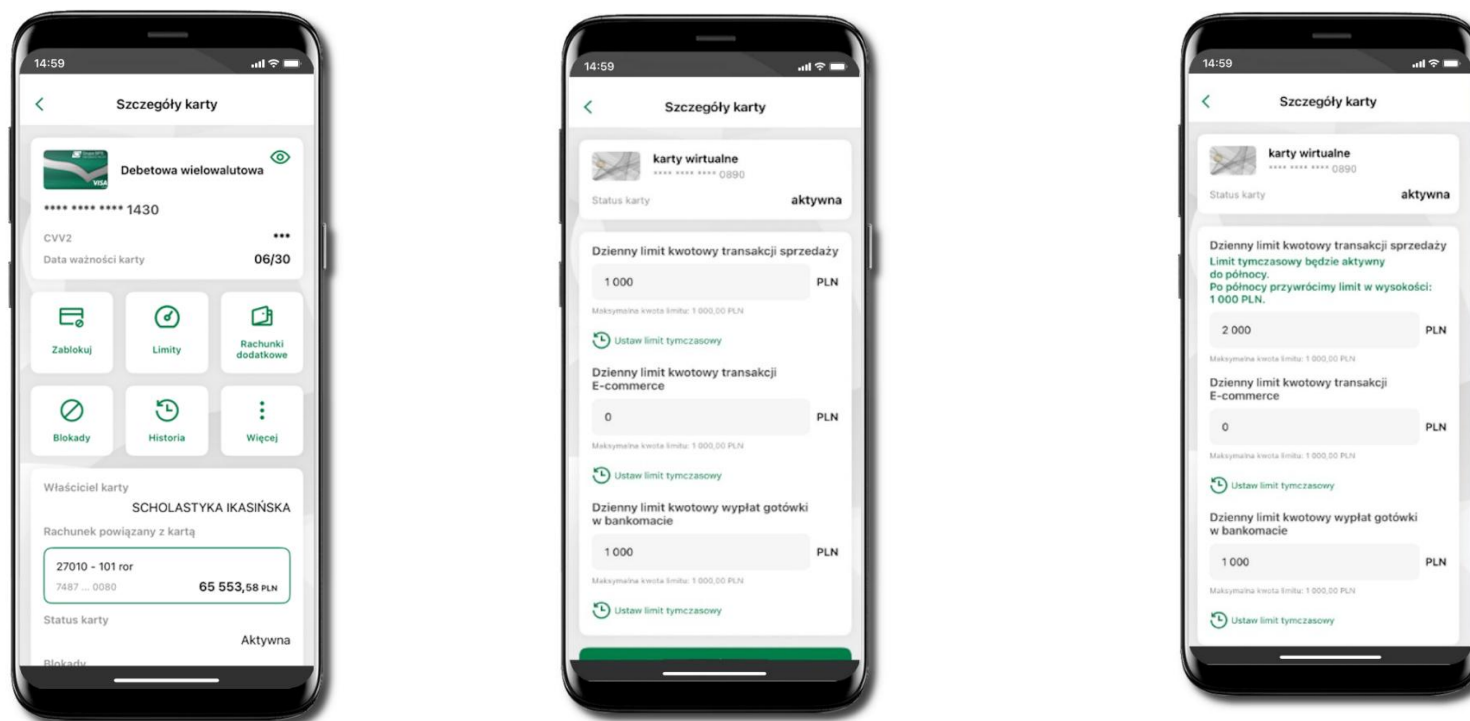 14:59
Szczegóły karty
Debetowa wielowalutowa
VISA
**** **** **** 1430
CVV2 •••
Data ważności karty 06/30
Zablokuj Limity Rachunki
dodatkowe
Blokady Historia Więcej
Właściciel karty
SCHOLASTYKA IKASIŃSKA
Rachunek powiązany z kartą
27010 - 101 ror
7487 ... 0080 65 553,58 PLN
Status karty
Aktywna
Blokady
14:59
Szczegóły karty
karty wirtualne
**** **** **** 0890
Status karty aktywna
Dzienny limit kwotowy transakcji sprzedaży
1 000 PLN
Maksymalna kwota limitu: 1 000,00 PLN
Ustaw limit tymczasowy
Dzienny limit kwotowy transakcji
E-commerce
0 PLN
Maksymalna kwota limitu: 1 000,00 PLN
Ustaw limit tymczasowy
Dzienny limit kwotowy wypłat gotówki
w bankomacie
1 000 PLN
Maksymalna kwota limitu: 1 000,00 PLN
Ustaw limit tymczasowy
14:59
Szczegóły karty
karty wirtualne
**** **** **** 0890
Status karty aktywna
Dzienny limit kwotowy transakcji sprzedaży
Limit tymczasowy będzie aktywny
do północy.
Po północy przywrócimy limit w wysokości:
1 000 PLN.
2 000 PLN
Maksymalna kwota limitu: 1 000,00 PLN
Dzienny limit kwotowy transakcji
E-commerce
0 PLN
Maksymalna kwota limitu: 1 000,00 PLN
Ustaw limit tymczasowy
Dzienny limit kwotowy wypłat gotówki
w bankomacie
1 000 PLN
Maksymalna kwota limitu: 1 000,00 PLN
Ustaw limit tymczasowy